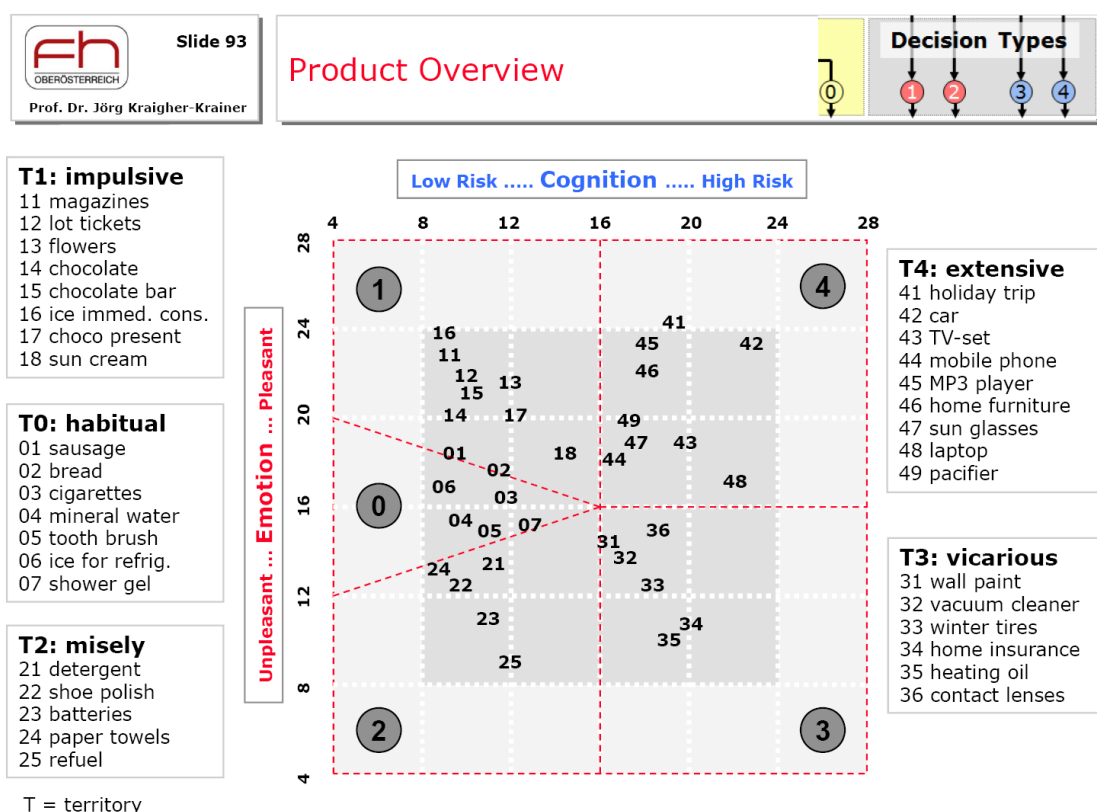 Slide 93
fh
OBERÖSTERREICH
Prof. Dr. Jörg Kraigher-Krainer
Product Overview
Decision Types
0 1 2 3 4
T1: impulsive
11 magazines
12 lot tickets
13 flowers
14 chocolate
15 chocolate bar
16 ice immed. cons.
17 choco present
18 sun cream
T0: habitual
01 sausage
02 bread
03 cigarettes
04 mineral water
05 tooth brush
06 ice for refrig.
07 shower gel
T2: misely
21 detergent
22 shoe polish
23 batteries
24 paper towels
25 refuel
T = territory
Low Risk ..... Cognition ..... High Risk
4 8 12 16 20 24 28
Unpleasant ... Emotion ... Pleasant
28
24
20
16
12
8
4
1 4
41
16 45 42
11
12 13 46
15
14 17 49
47 43
01 18 44
02
06 48
0 03
04 07
05 36
31
21 32
24
22 33
23 34
35
25
2 3
T4: extensive
41 holiday trip
42 car
43 TV-set
44 mobile phone
45 MP3 player
46 home furniture
47 sun glasses
48 laptop
49 pacifier
T3: vicarious
31 wall paint
32 vacuum cleaner
33 winter tires
34 home insurance
35 heating oil
36 contact lenses